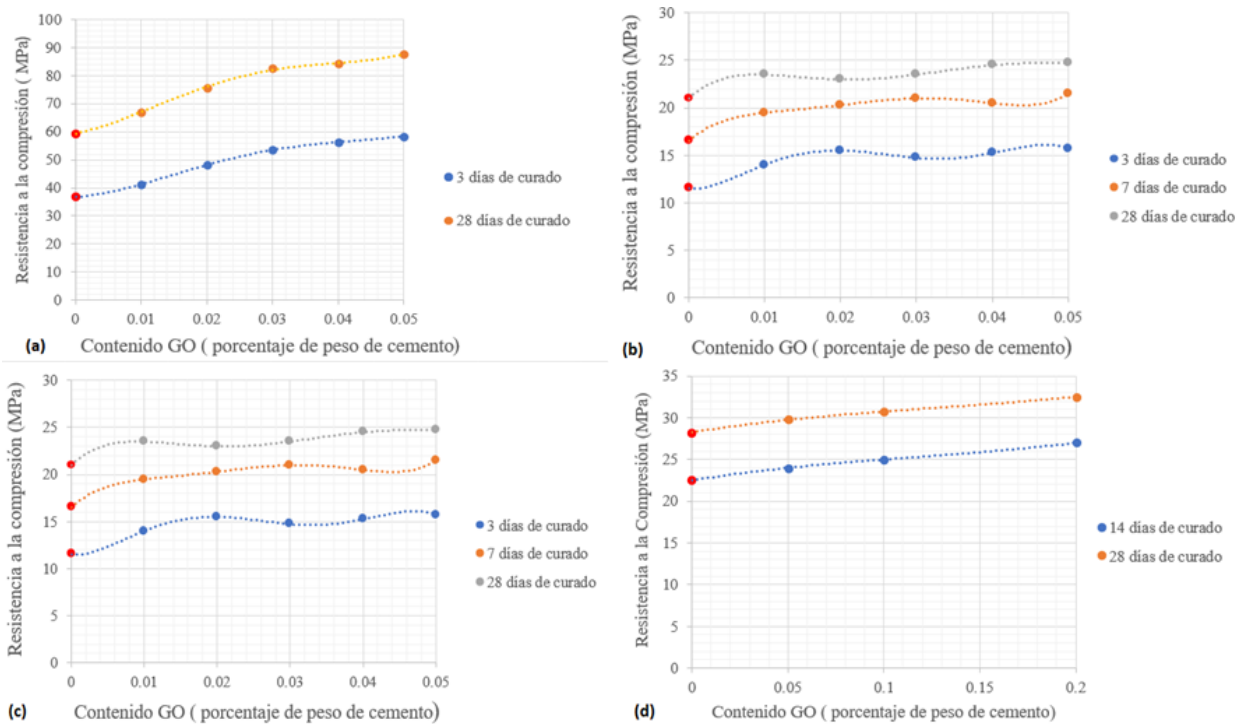 Resistencia a la compresión ( MPa)
100
90
80
70
60
50
40
30
20
10
0
0 0.01 0.02 0.03 0.04 0.05
Contenido GO ( porcentaje de peso de cemento)
3 días de curado
28 días de curado
(a)
Resistencia a la compresión (MPa)
30
25
20
15
10
5
0
0 0.01 0.02 0.03 0.04 0.05
Contenido GO ( porcentaje de peso de cemento)
3 días de curado
7 días de curado
28 días de curado
(b)
Resistencia a la compresión (MPa)
30
25
20
15
10
5
0
0 0.01 0.02 0.03 0.04 0.05
Contenido GO ( porcentaje de peso de cemento)
3 días de curado
7 días de curado
28 días de curado
(c)
Resistencia a la Compresión (MPa)
35
30
25
20
15
10
5
0
0 0.05 0.1 0.15 0.2
Contenido GO ( porcentaje de peso de cemento)
14 días de curado
28 días de curado
(d)